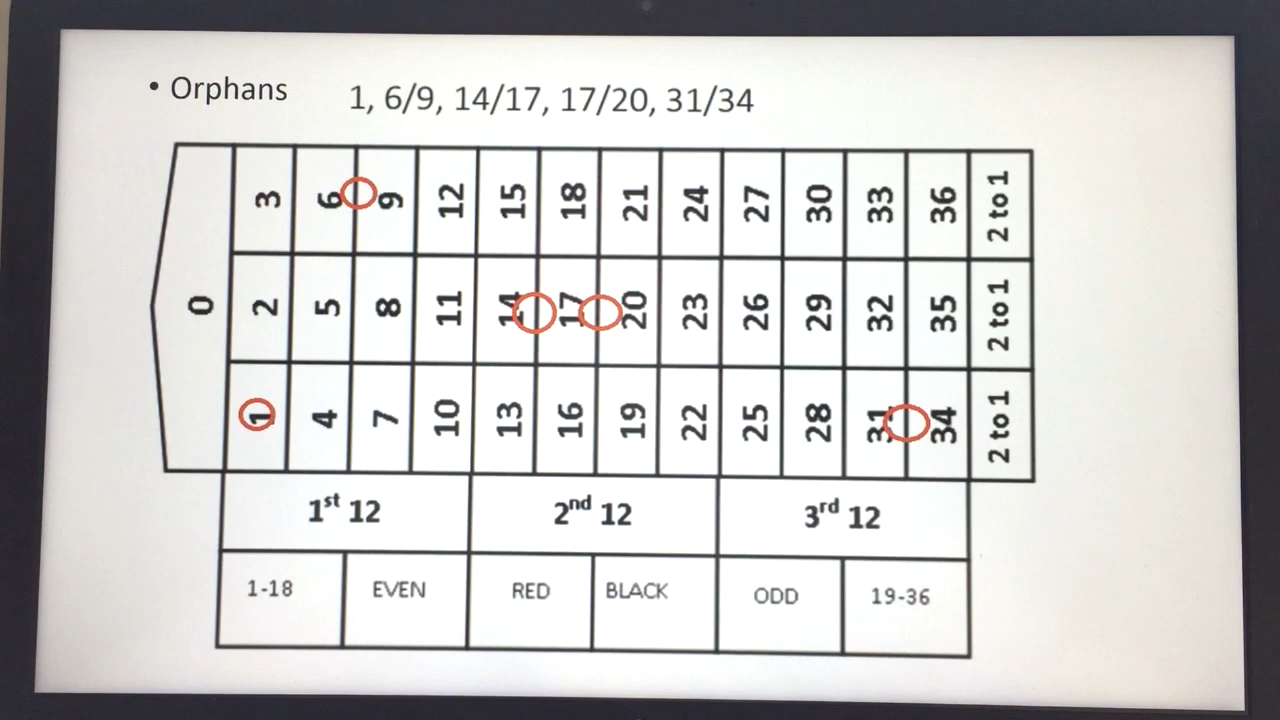 • Orphans 1, 6/9, 14/17, 17/20, 31/34
3 6 9 12 15 18 21 24 27 30 33 36 2 to 1
0 2 5 8 11 14 17 20 23 26 29 32 35 2 to 1
1 4 7 10 13 16 19 22 25 28 31 34 2 to 1
1st 12 2nd 12 3rd 12
1-18 EVEN RED BLACK ODD 19-36